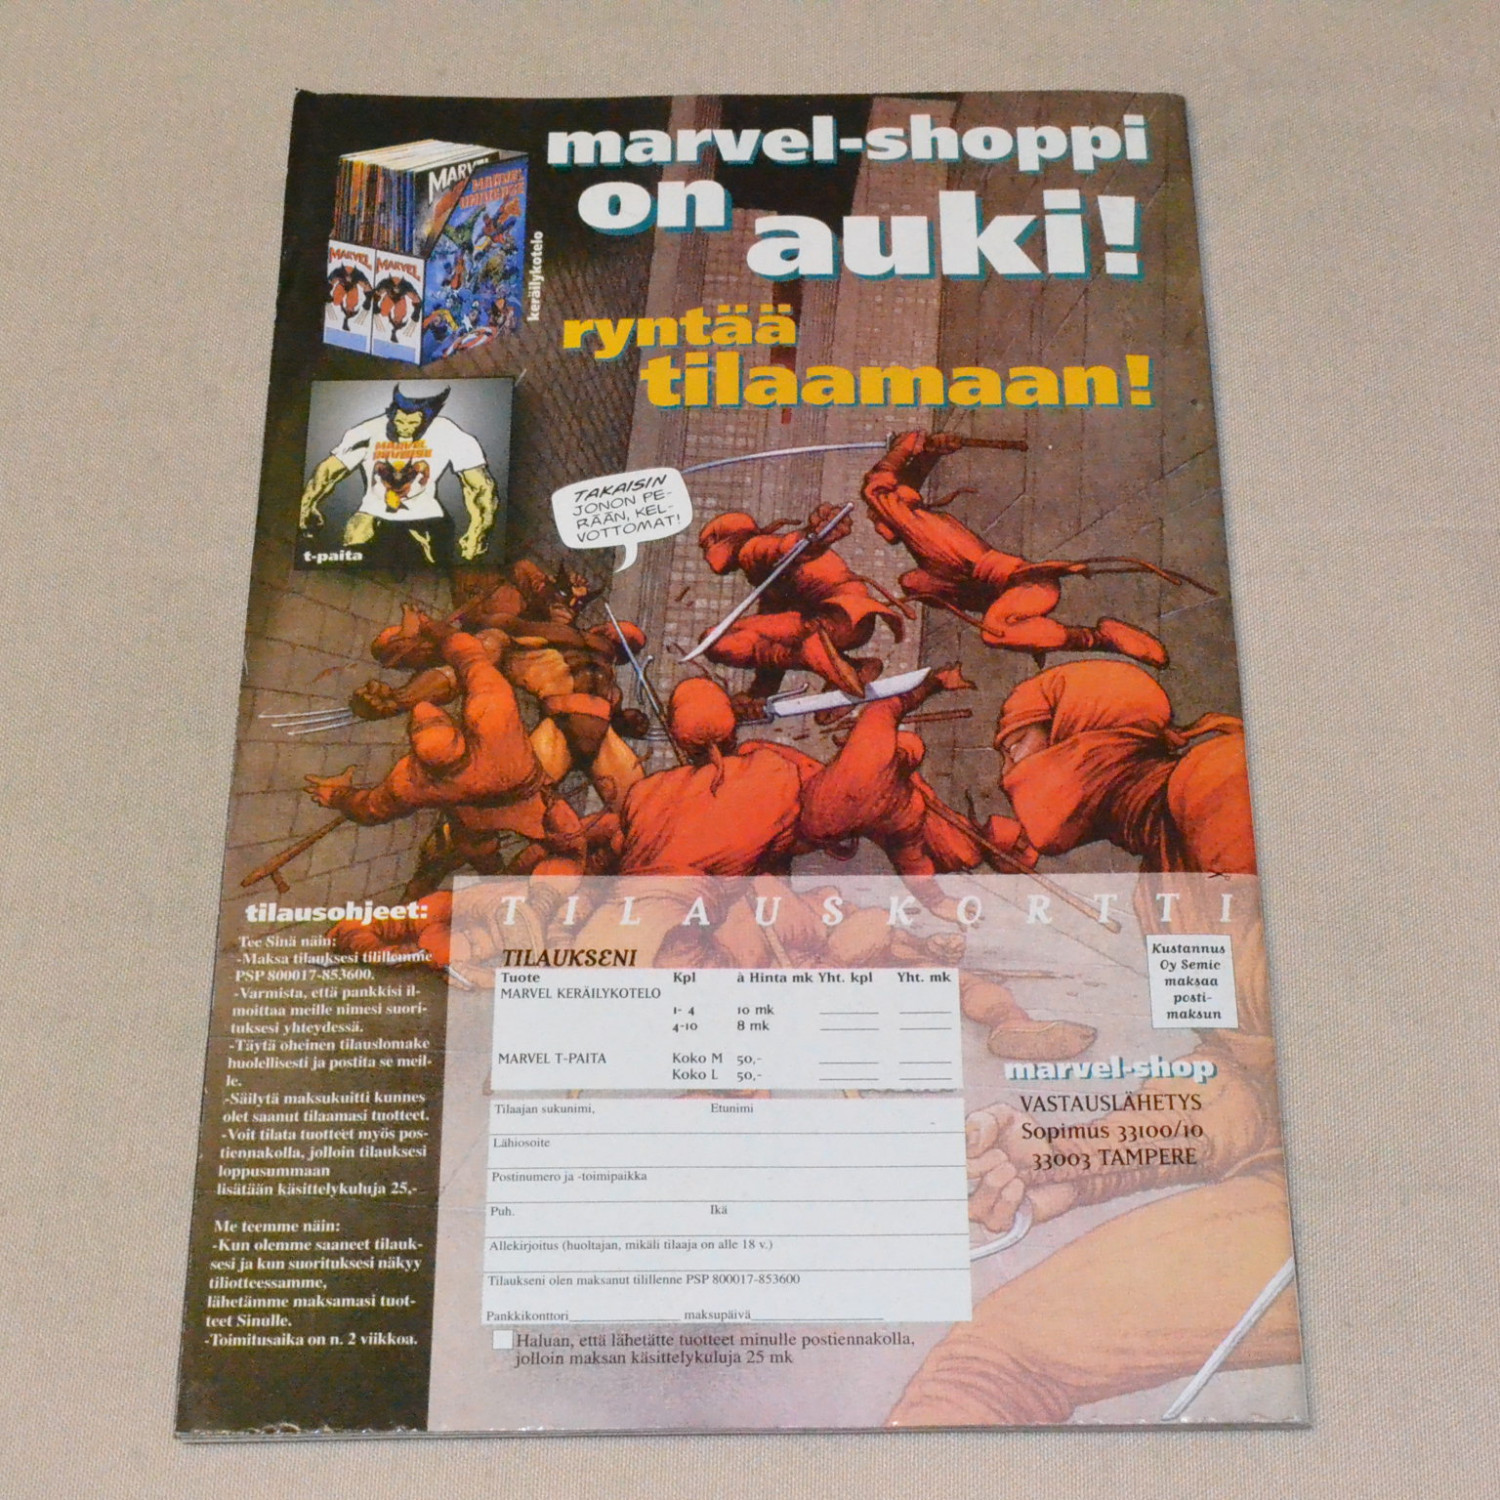 marvel-shoppi
on
auki!
ryntää
tilaamaan!
MARVEL
MARVEL
UNIVERSE
MARVEL
MARVEL
keräilykotelo
MARVEL
UNIVERSE
t-paita
TAKAISIN
JONON PE-
RÄÄN, KEL-
VOTTOMAT!
tilausohjeet:
Tee Sinä näin:
-Maksa tilauksesi tilillemme
PSP 800017-853600.
-Varmista, että pankkisi il-
moittaa meille nimesi suori-
tuksesi yhteydessä.
-Täytä oheinen tilauslomake
huolellisesti ja postita se meil-
le.
-Säilytä maksukuitti kunnes
olet saanut tilaamasi tuotteet.
-Voit tilata tuotteet myös pos-
tiennakolla, jolloin tilauksesi
loppusummaan
lisätään käsittelykuluja 25,-
Me teemme näin:
-Kun olemme saaneet tilauk-
sesi ja kun suorituksesi näkyy
tiliotteessamme,
lähetämme maksamasi tuot-
teet Sinulle.
-Toimitusaika on n. 2 viikkoa.
TILAUSKORTTI
TILAUKSENI
Tuote Kpl à Hinta mk Yht. kpl Yht. mk
MARVEL KERÄILYKOTELO
1- 4 10 mk
4-10 8 mk
MARVEL T-PAITA Koko M 50,-
Koko L 50,-
Tilaajan sukunimi, Etunimi
Lähiosoite
Postinumero ja -toimipaikka
Puh. Ikä
Allekirjoitus (huoltajan, mikäli tilaaja on alle 18 v.)
Tilaukseni olen maksanut tilillenne PSP 800017-853600
Pankkikonttori maksupäivä
Haluan, että lähetätte tuotteet minulle postiennakolla,
jolloin maksan käsittelykuluja 25 mk
Kustannus
Oy Semic
maksaa
posti-
maksun
marvel-shop
VASTAUSLÄHETYS
Sopimus 33100/10
33003 TAMPERE